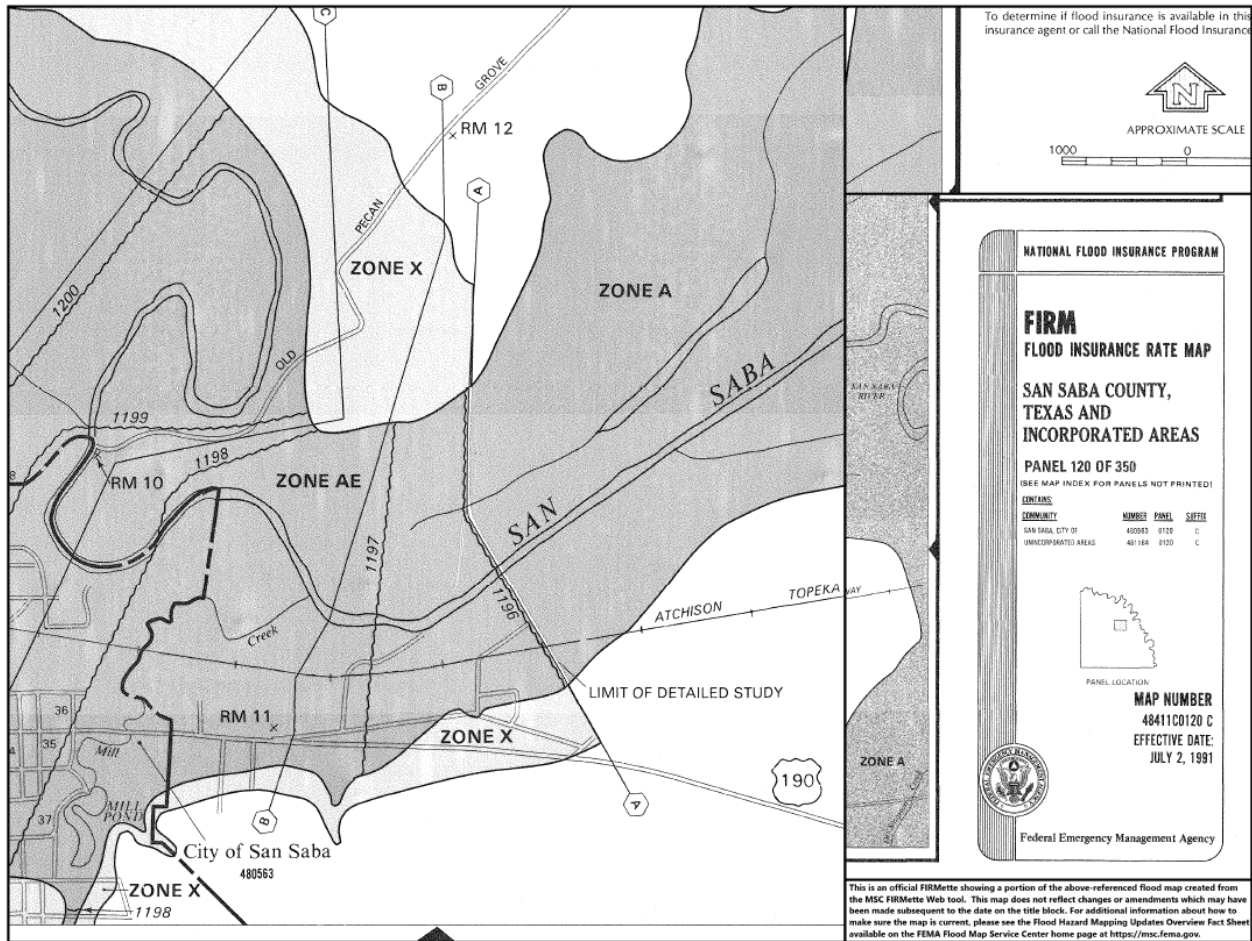 C
B
GROVE
RM 12
A
PECAN
ZONE X
ZONE A
1200
OLD
SABA
1199
1198
RM 10
ZONE AE
SAN
1197
1196
ATCHISON
TOPEKA
WAY
Creek
LIMIT OF DETAILED STUDY
36
RM 11
35
Mill
ZONE X
190
MILL
POND
37
B
A
City of San Saba
480563
ZONE X
1198
To determine if flood insurance is available in this
insurance agent or call the National Flood Insurance
N
APPROXIMATE SCALE
1000
0
SAN SABA
RIVER
ZONE A
NATIONAL FLOOD INSURANCE PROGRAM
FIRM
FLOOD INSURANCE RATE MAP
SAN SABA COUNTY,
TEXAS AND
INCORPORATED AREAS
PANEL 120 OF 350
(SEE MAP INDEX FOR PANELS NOT PRINTED)
CONTAINS:
COMMUNITY NUMBER PANEL SUFFIX
SAN SABA, CITY OF 480563 0120 C
UNINCORPORATED AREAS 481164 0120 C
PANEL LOCATION
MAP NUMBER
48411C0120 C
EFFECTIVE DATE:
JULY 2, 1991
Federal Emergency Management Agency
This is an official FIRMette showing a portion of the above-referenced flood map created from
the MSC FIRMette Web tool. This map does not reflect changes or amendments which may have
been made subsequent to the date on the title block. For additional information about how to
make sure the map is current, please see the Flood Hazard Mapping Updates Overview Fact Sheet
available on the FEMA Flood Map Service Center home page at https://msc.fema.gov.